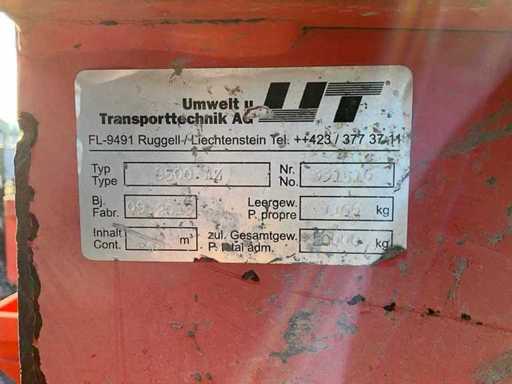 Umwelt u
Transporttechnik AG UT
FL-9491 Ruggell / Liechtenstein Tel. ++423 / 377 37 11
Typ
Type
Nr.
No.
Bj.
Fabr.
Leergew.
P. propre
kg
Inhalt
Cont.
m³
zul. Gesamtgew.
P. total adm.
kg